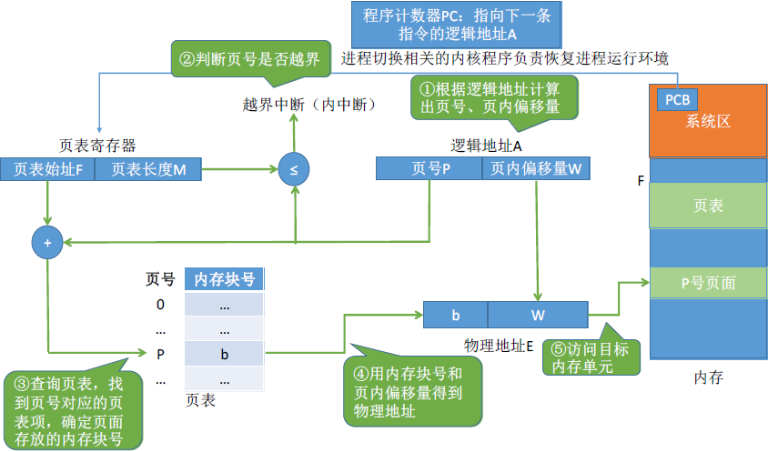 程序计数器PC：指向下一条
指令的逻辑地址A
②判断页号是否越界
进程切换相关的内核程序负责恢复进程运行环境
①根据逻辑地址计算
出页号、页内偏移量
越界中断（内中断）
PCB
系统区
页表寄存器
逻辑地址A
页表始址F
页表长度M
≤
页号P
页内偏移量W
F
页表
+
页号
内存块号
0
...
...
...
P
b
...
...
页表
b
W
物理地址E
P号页面
内存
③查询页表，找
到页号对应的页
表项，确定页面
存放的内存块号
④用内存块号和
页内偏移量得到
物理地址
⑤访问目标
内存单元